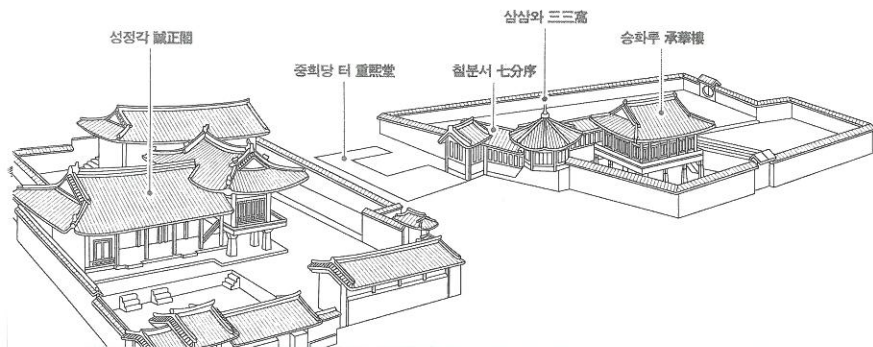 삼삼와 三三窩
성정각 誠正閣
승화루 承華樓
중희당 터 重熙堂
칠분서 七分序